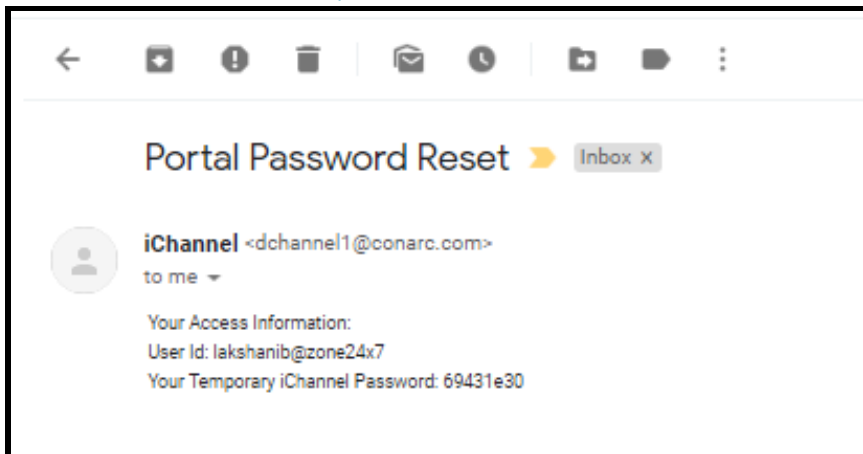 Portal Password Reset Inbox x
iChannel <dchannel1@conarc.com>
to me
Your Access Information:
User Id: lakshanib@zone24x7
Your Temporary iChannel Password: 69431e30